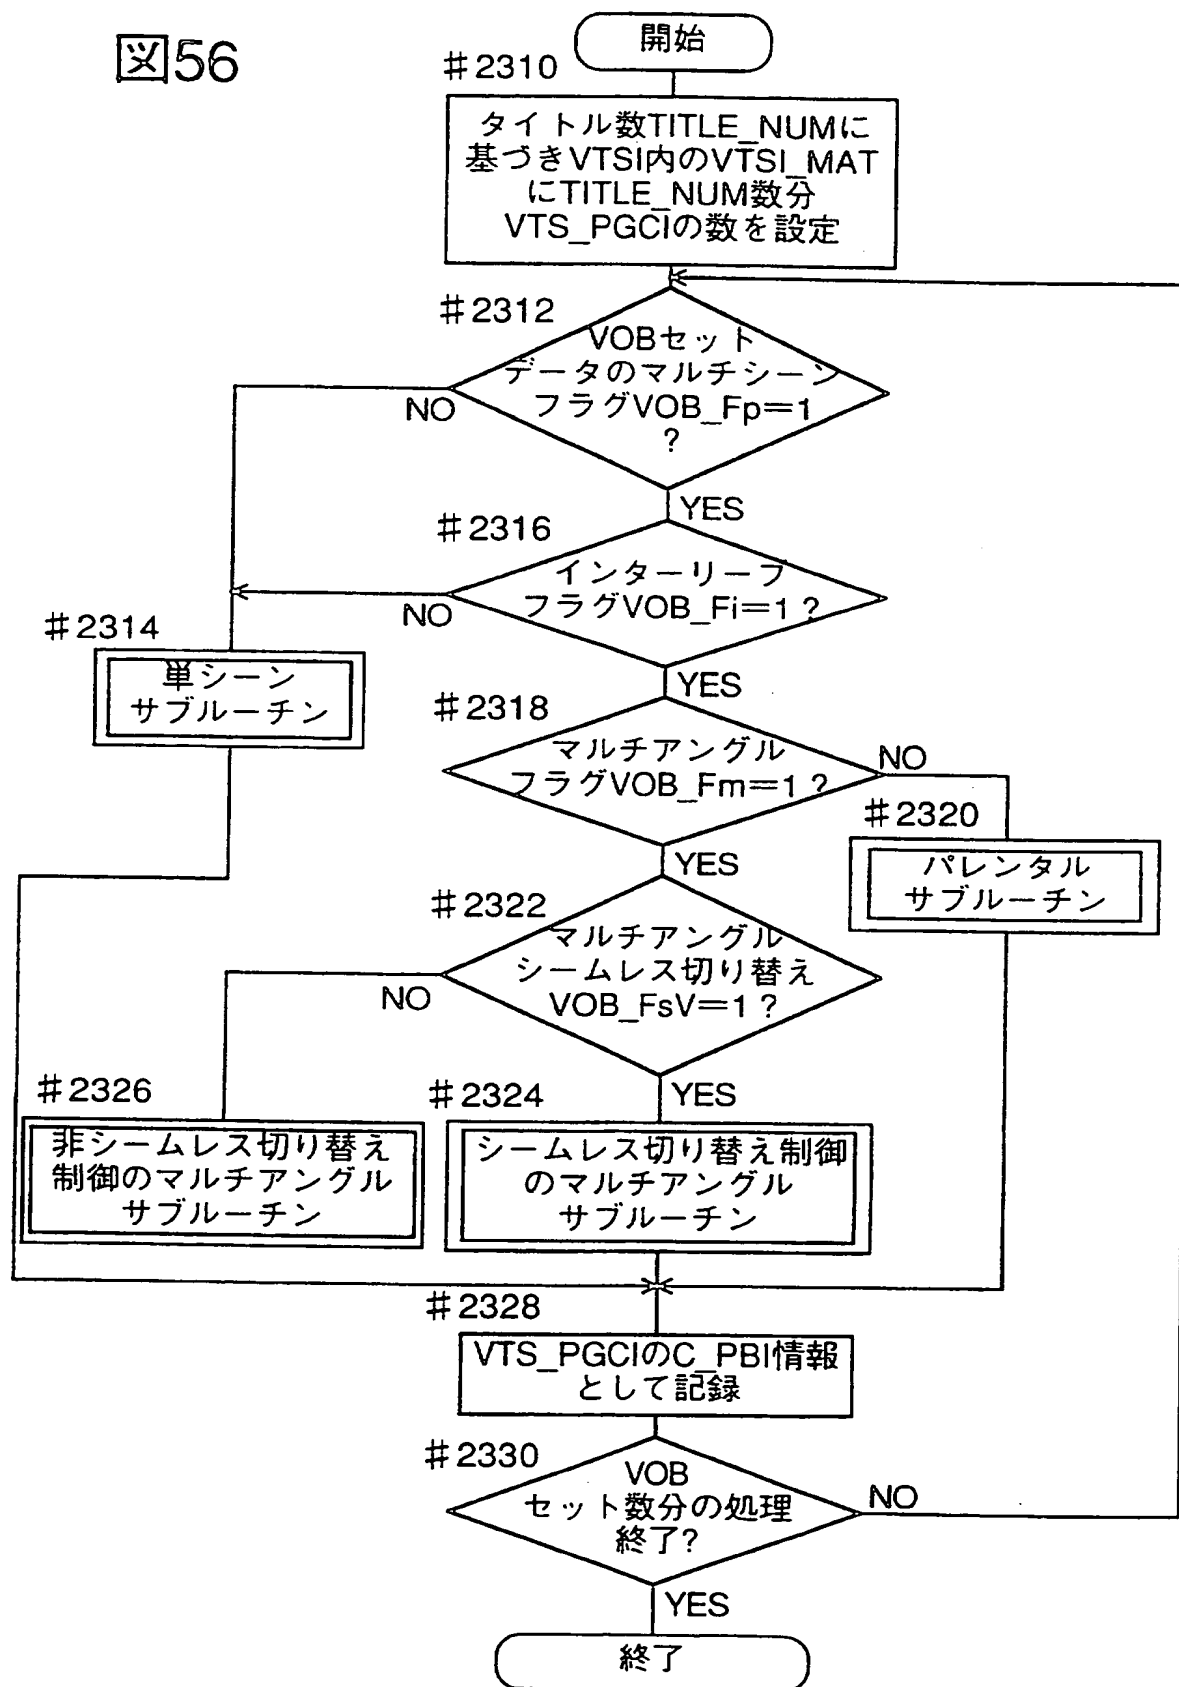 図56
開始
#2310
タイトル数TITLE_NUMに
基づきVTSI内のVTSI_MAT
にTITLE_NUM数分
VTS_PGCIの数を設定
#2312
VOBセット
データのマルチシーン
フラグVOB_Fp=1
?
NO
YES
#2316
インターリーフ
フラグVOB_Fi=1?
NO
YES
#2314
単シーン
サブルーチン
#2318
マルチアングル
フラグVOB_Fm=1?
NO
YES
#2320
パレンタル
サブルーチン
#2322
マルチアングル
シームレス切り替え
VOB_FsV=1?
NO
YES
#2326
非シームレス切り替え
制御のマルチアングル
サブルーチン
#2324
シームレス切り替え制御
のマルチアングル
サブルーチン
#2328
VTS_PGCIのC_PBI情報
として記録
#2330
VOB
セット数分の処理
終了?
NO
YES
終了